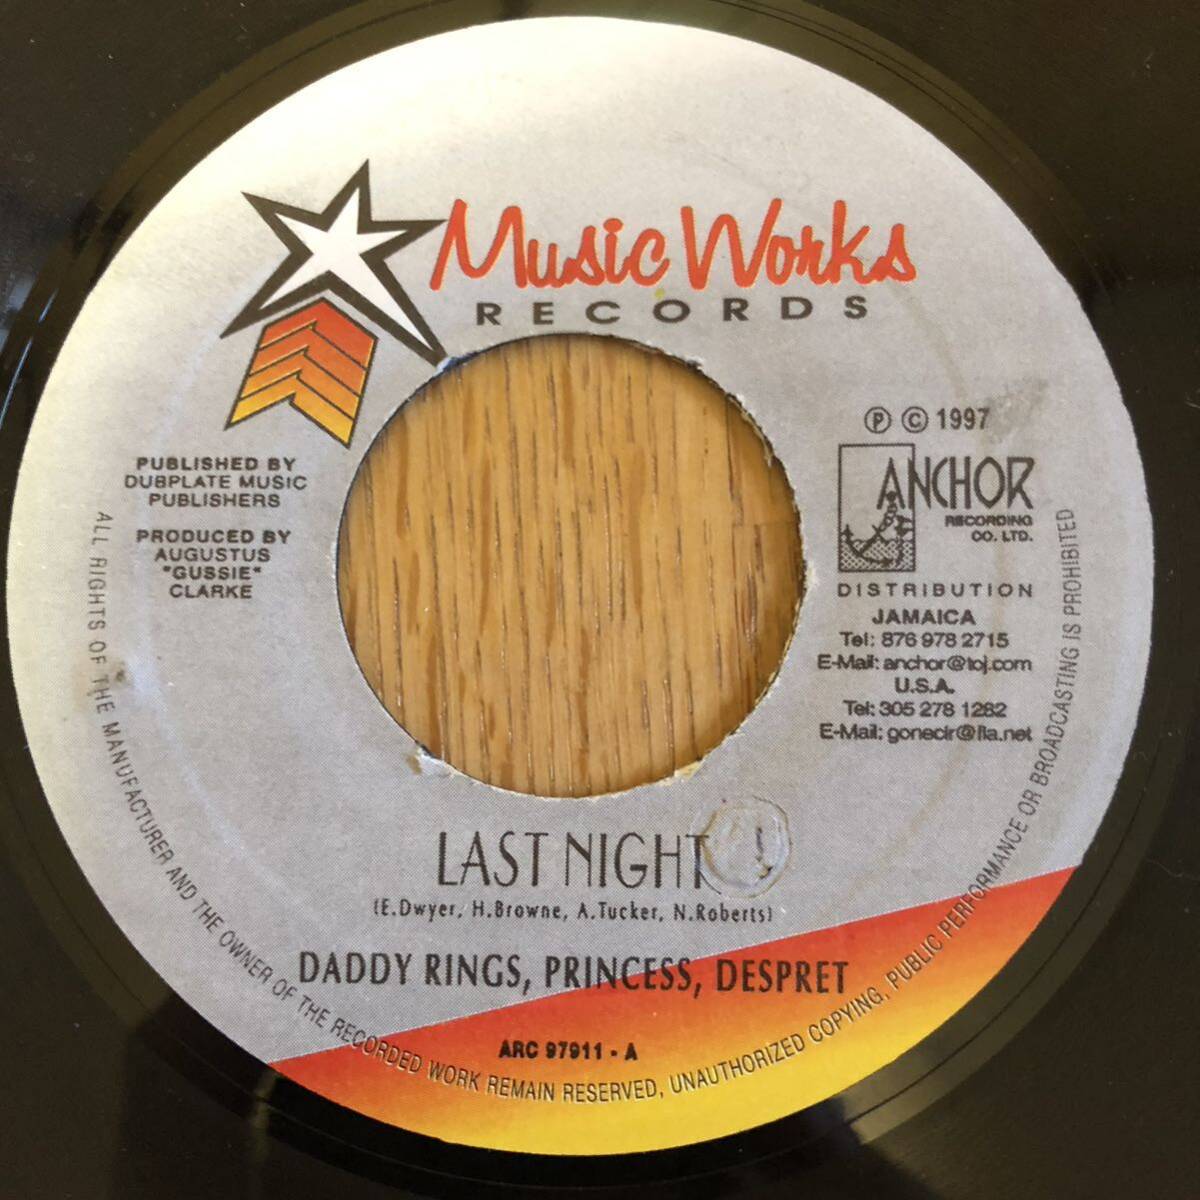 Music Works
RECORDS
PUBLISHED BY
DUBPLATE MUSIC
PUBLISHERS
PRODUCED BY
AUGUSTUS
"GUSSIE"
CLARKE
Ⓟ © 1997
ANCHOR
RECORDING
CO. LTD.
DISTRIBUTION
JAMAICA
Tel: 876 978 2715
E-Mail: anchor@toj.com
U.S.A.
Tel: 305 278 1282
E-Mail: goneclr@fla.net
LAST NIGHT
(E.Dwyer, H.Browne, A.Tucker, N.Roberts)
DADDY RINGS, PRINCESS, DESPRET
ARC 97911 - A
ALL RIGHTS OF THE MANUFACTURER AND THE OWNER OF THE RECORDED WORK REMAIN RESERVED, UNAUTHORIZED COPYING, PUBLIC PERFORMANCE OR BROADCASTING IS PROHIBITED